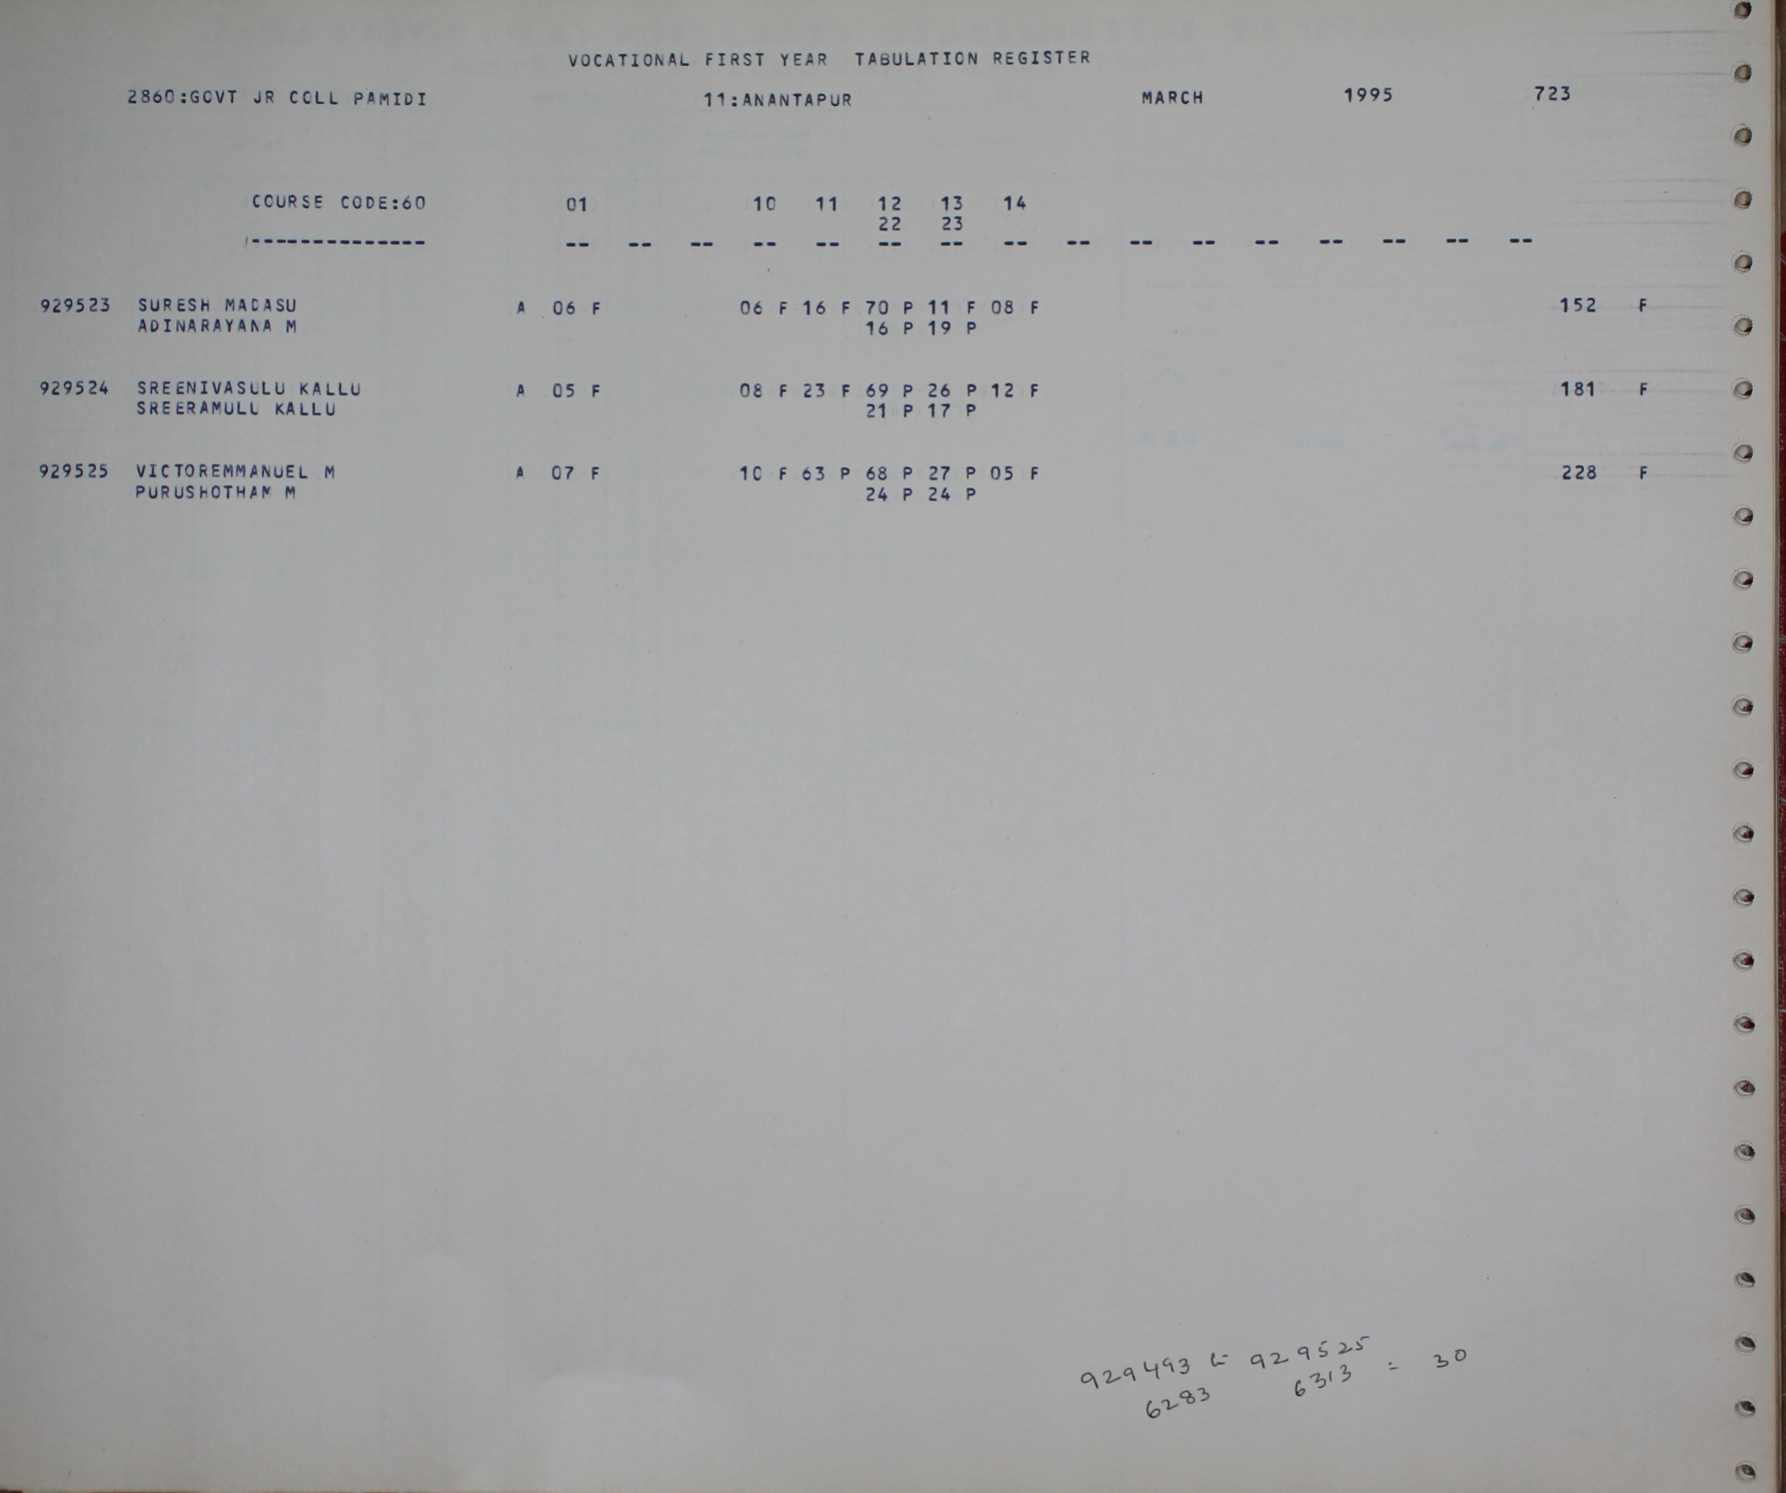 VOCATIONAL FIRST YEAR TABULATION REGISTER
2860:GOVT JR COLL PAMIDI 11:ANANTAPUR MARCH 1995 723
COURSE CODE:60 01 10 11 12 13 14
22 23
--------------- -- -- -- -- -- -- -- -- -- -- -- -- -- -- -- --
929523 SURESH MADASU A 06 F 06 F 16 F 70 P 11 F 08 F 152 F
ADINARAYANA M 16 P 19 P
929524 SREENIVASULU KALLU A 05 F 08 F 23 F 69 P 26 P 12 F 181 F
SREERAMULU KALLU 21 P 17 P
929525 VICTOREMMANUEL M A 07 F 10 F 63 P 68 P 27 P 05 F 228 F
PURUSHOTHAM M 24 P 24 P
929493 929525
6283 6313 = 30